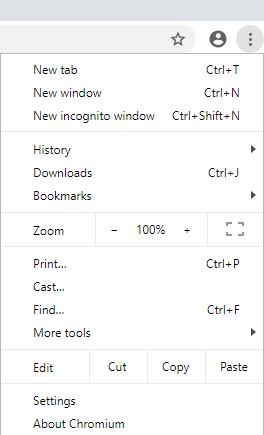 New tab Ctrl+T
New window Ctrl+N
New incognito window Ctrl+Shift+N
History
Downloads Ctrl+J
Bookmarks
Zoom − 100% +
Print... Ctrl+P
Cast...
Find... Ctrl+F
More tools
Edit Cut Copy Paste
Settings
About Chromium